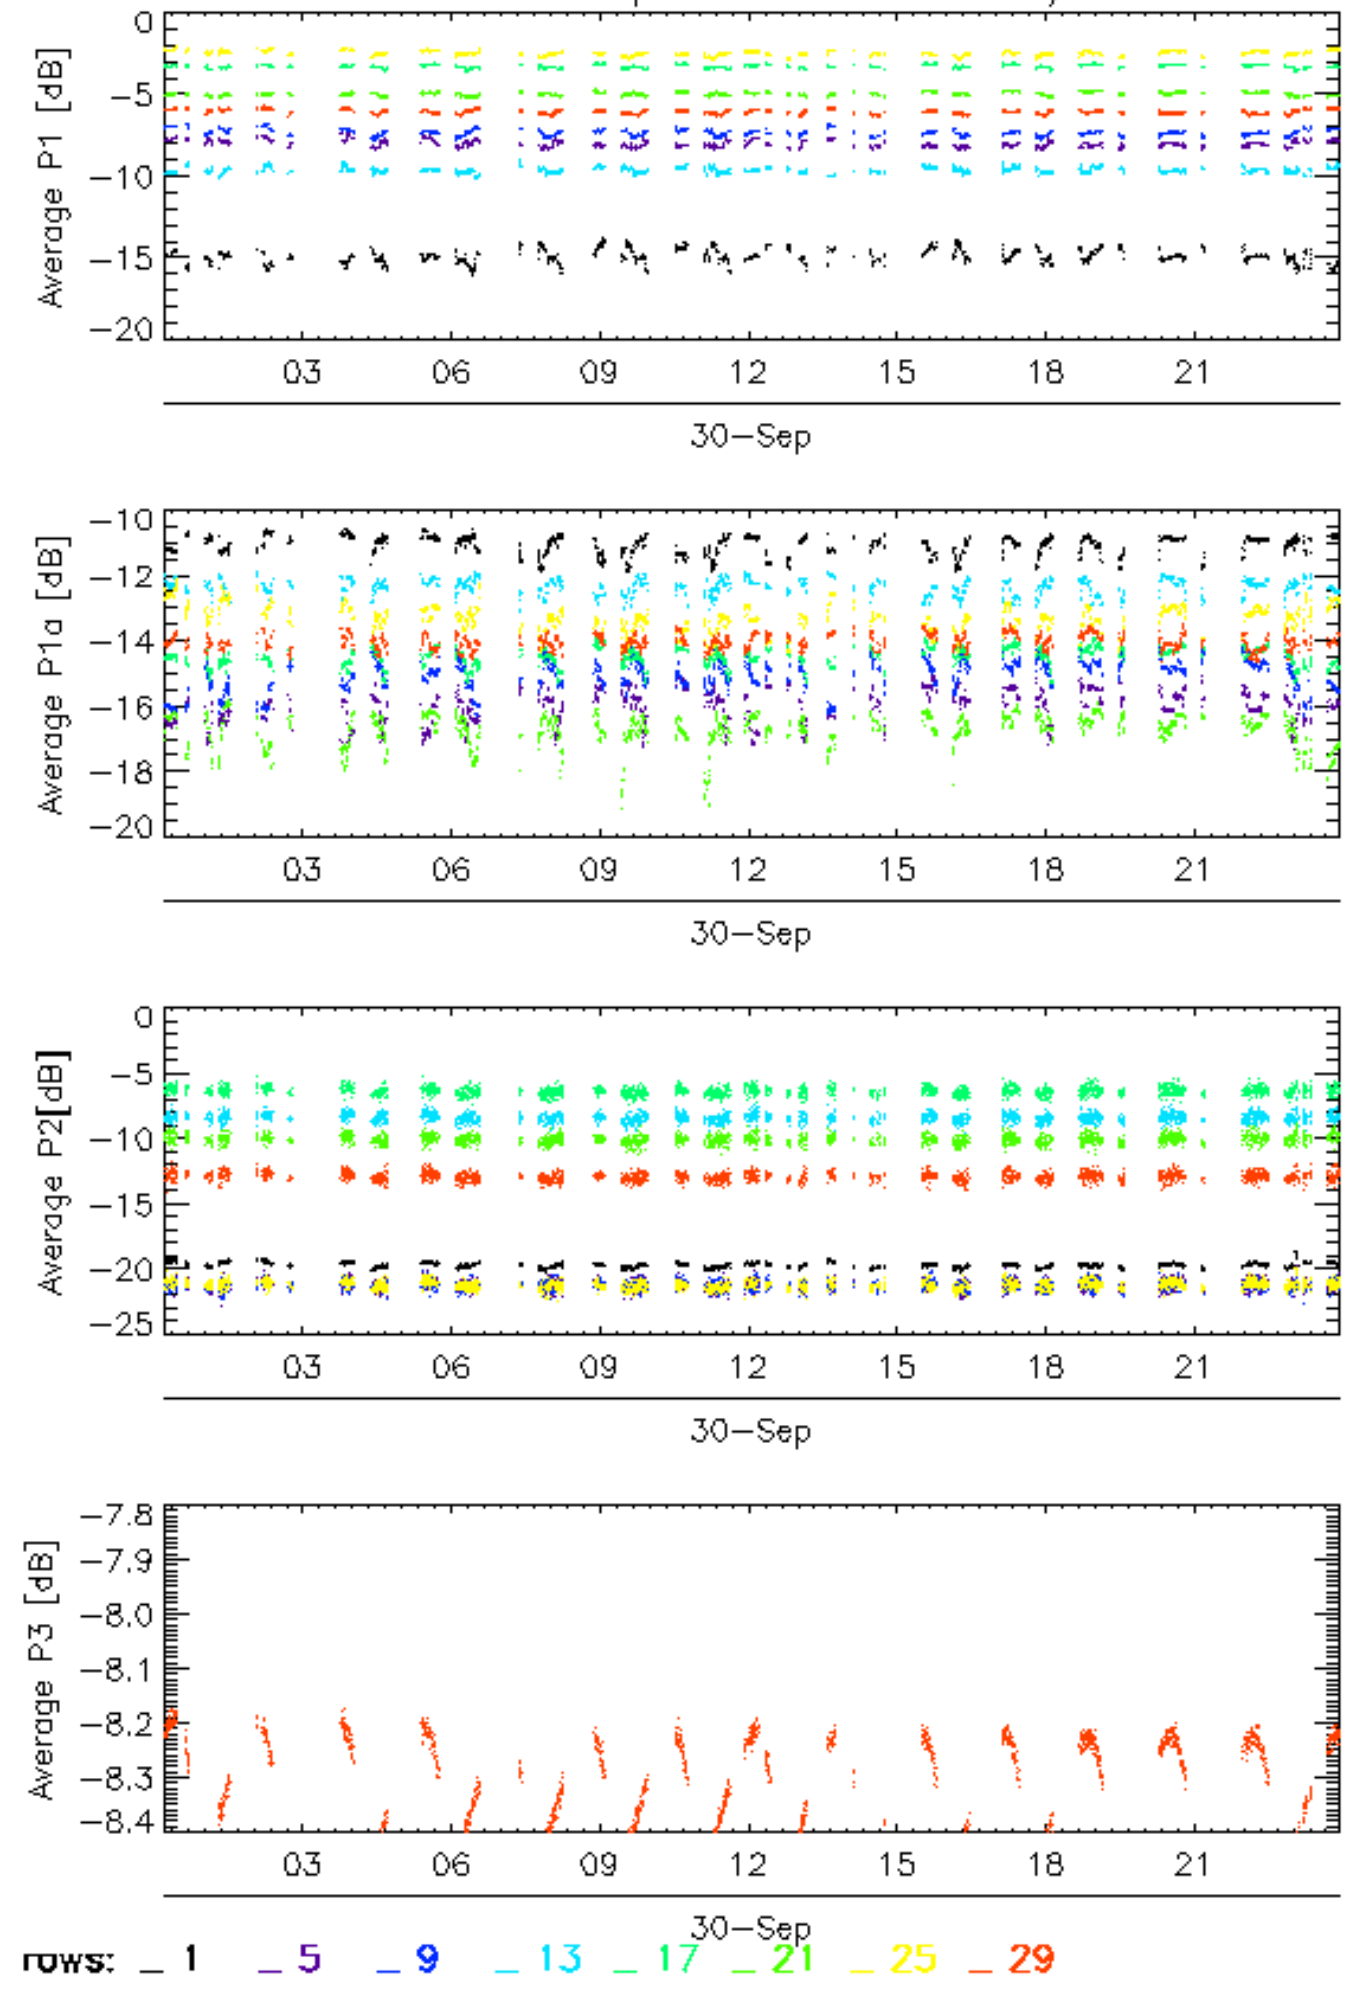 Average P1 [dB]
0
−5
−10
−15
−20
03 06 09 12 15 18 21
30−Sep
Average P1a [dB]
−10
−12
−14
−16
−18
−20
03 06 09 12 15 18 21
30−Sep
Average P2[dB]
0
−5
−10
−15
−20
−25
03 06 09 12 15 18 21
30−Sep
Average P3 [dB]
−7.8
−7.9
−8.0
−8.1
−8.2
−8.3
−8.4
03 06 09 12 15 18 21
30−Sep
rows: _ 1 _ 5 _ 9 _ 13 _ 17 _ 21 _ 25 _ 29